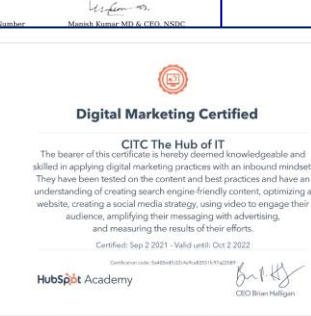 Number
Manish Kumar MD & CEO, NSDC
Digital Marketing Certified
CITC The Hub of IT
The bearer of this certificate is hereby deemed knowledgeable and
skilled in applying digital marketing practices with an inbound mindset
They have been tested on the content and best practices and have an
understanding of creating search engine-friendly content, optimizing a
website, creating a social media strategy, using video to engage their
audience, amplifying their messaging with advertising,
and measuring the results of their efforts.
Certified: Sep 2 2021 - Valid until: Oct 2 2022
Certification code:
HubSpot Academy
CEO Brian Halligan